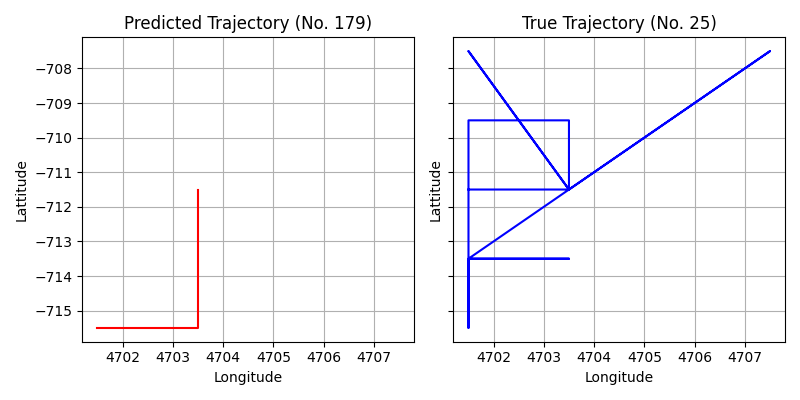 Predicted Trajectory (No. 179)
True Trajectory (No. 25)
Lattitude
−708
−709
−710
−711
−712
−713
−714
−715
4702 4703 4704 4705 4706 4707
Longitude
Lattitude
4702 4703 4704 4705 4706 4707
Longitude